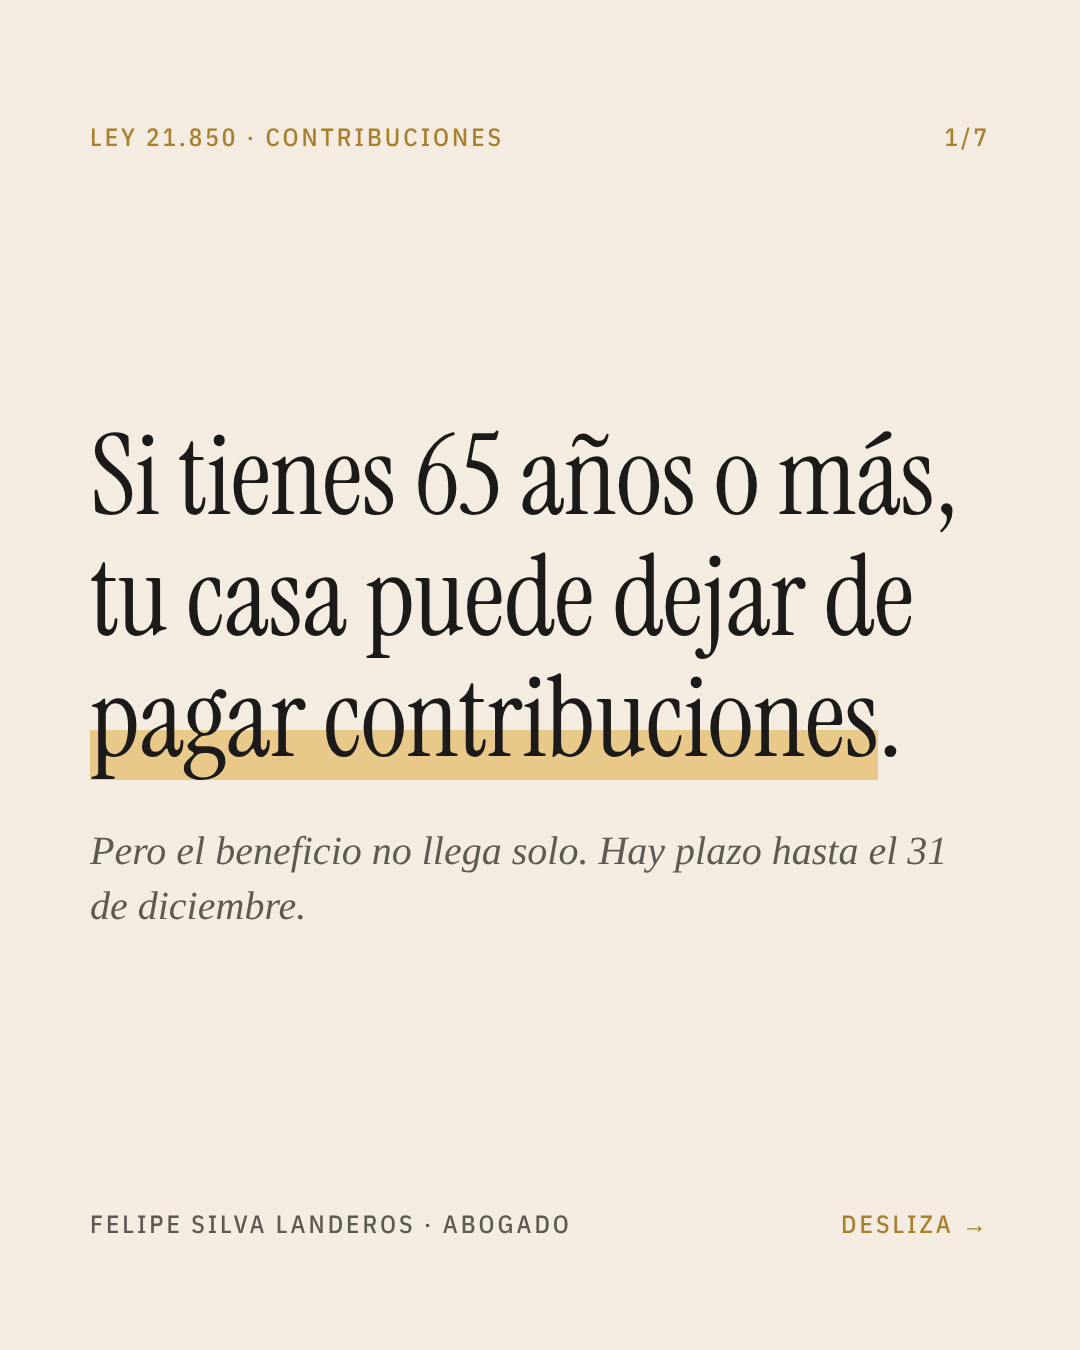 LEY 21.850 · CONTRIBUCIONES
1/7
Si tienes 65 años o más,
tu casa puede dejar de
pagar contribuciones.
Pero el beneficio no llega solo. Hay plazo hasta el 31
de diciembre.
FELIPE SILVA LANDEROS · ABOGADO
DESLIZA →